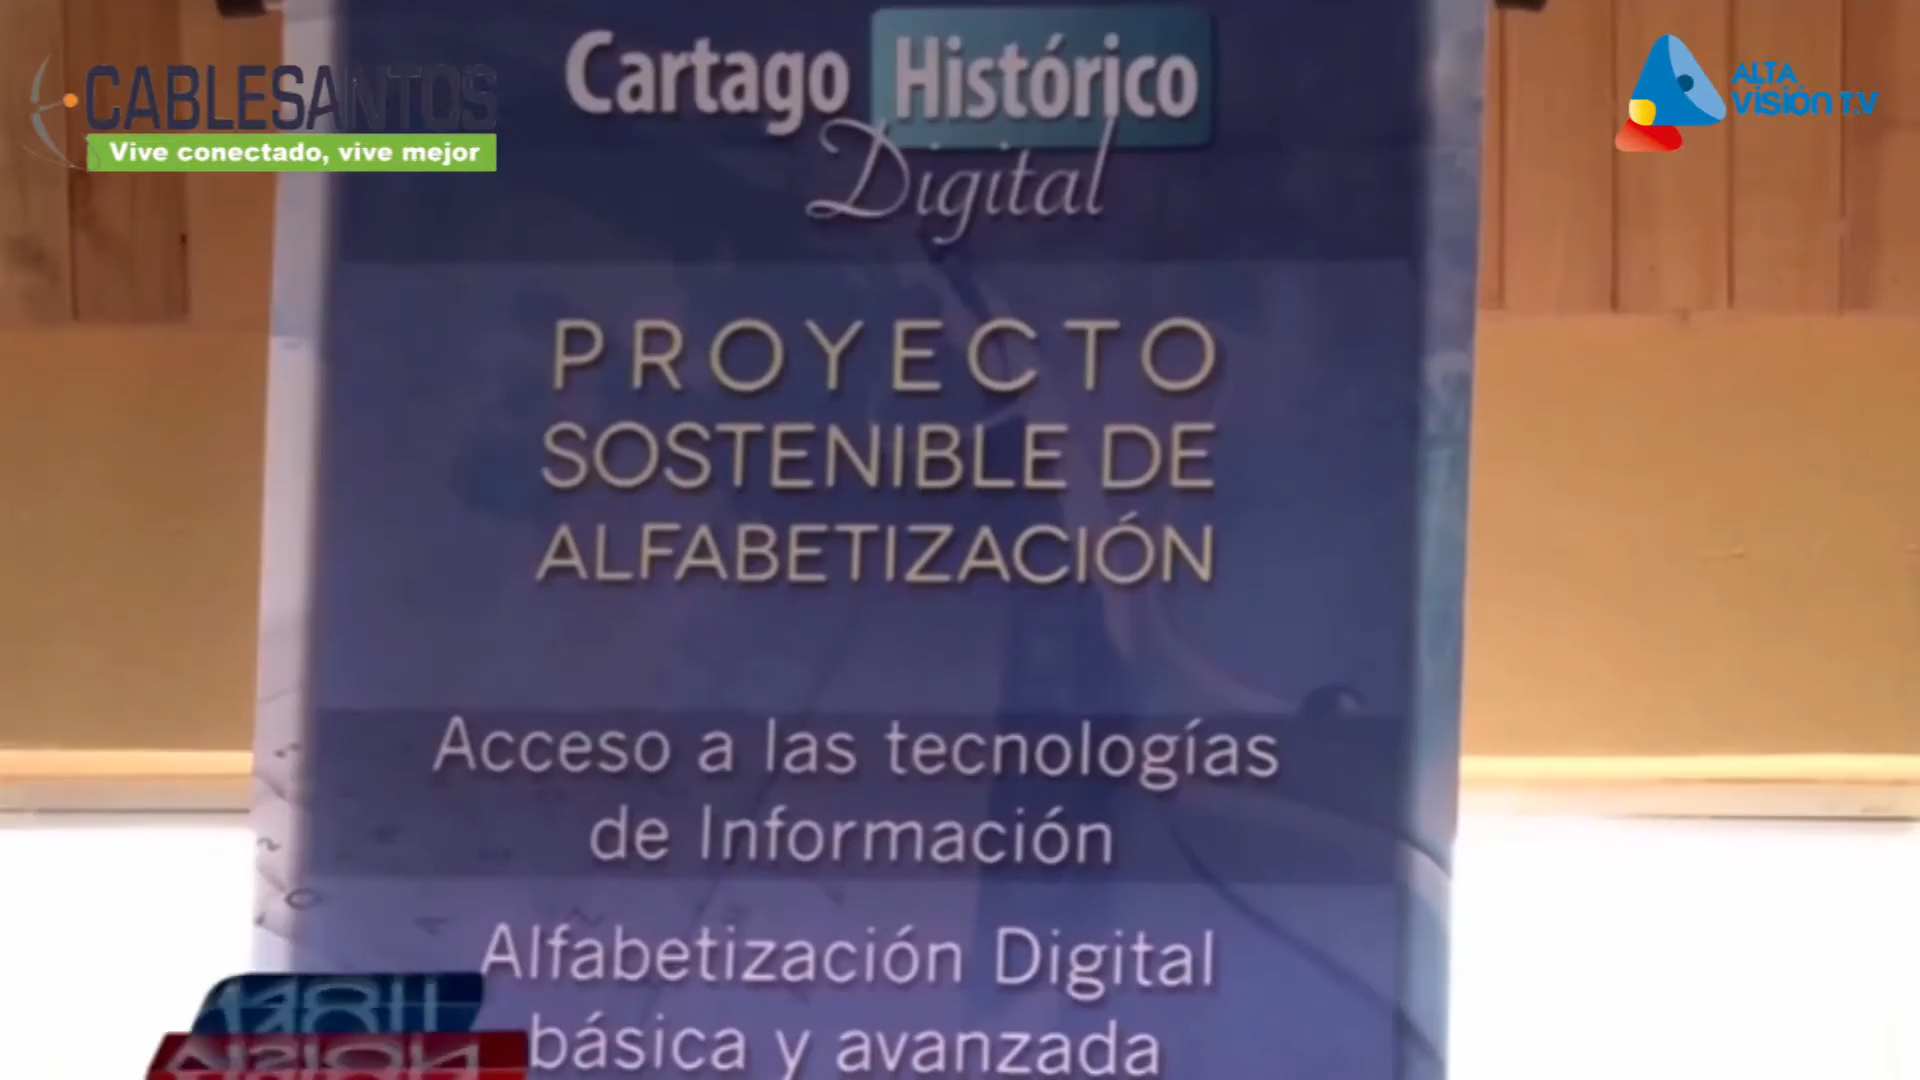 CABLESANTOS
Vive conectado, vive mejor
ALTA
VISIÓN T.V
Cartago Histórico
Digital
PROYECTO
SOSTENIBLE DE
ALFABETIZACIÓN
Acceso a las tecnologías
de Información
Alfabetización Digital
básica y avanzada